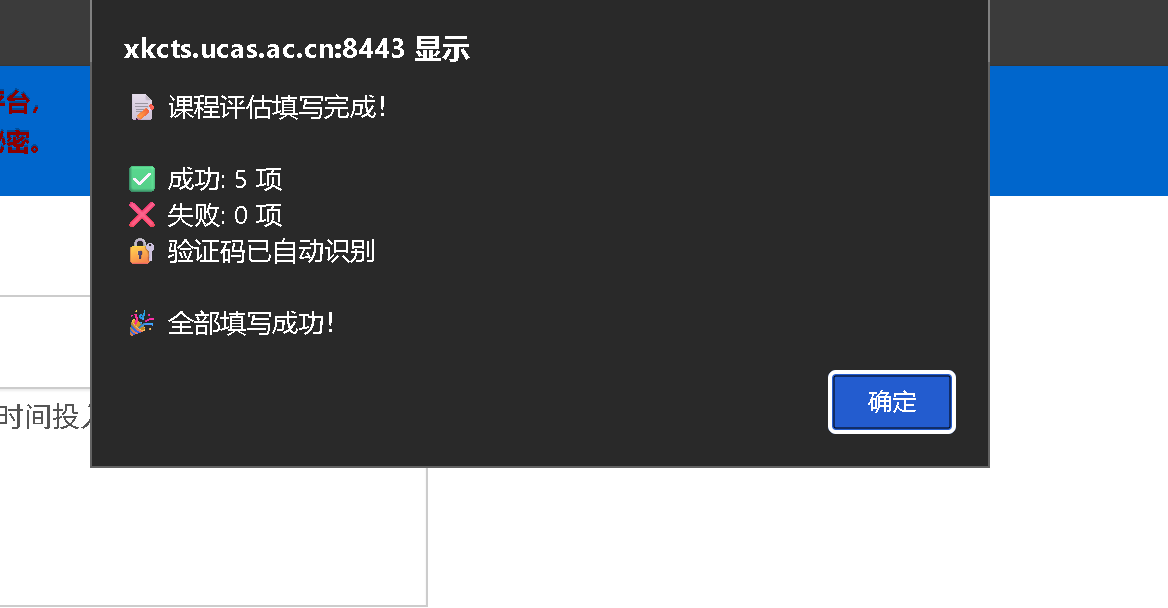 xkcts.ucas.ac.cn:8443 显示
平台,
秘密。
📝 课程评估填写完成!
✅ 成功: 5 项
❌ 失败: 0 项
🔐 验证码已自动识别
🎉 全部填写成功!
确定
时间投